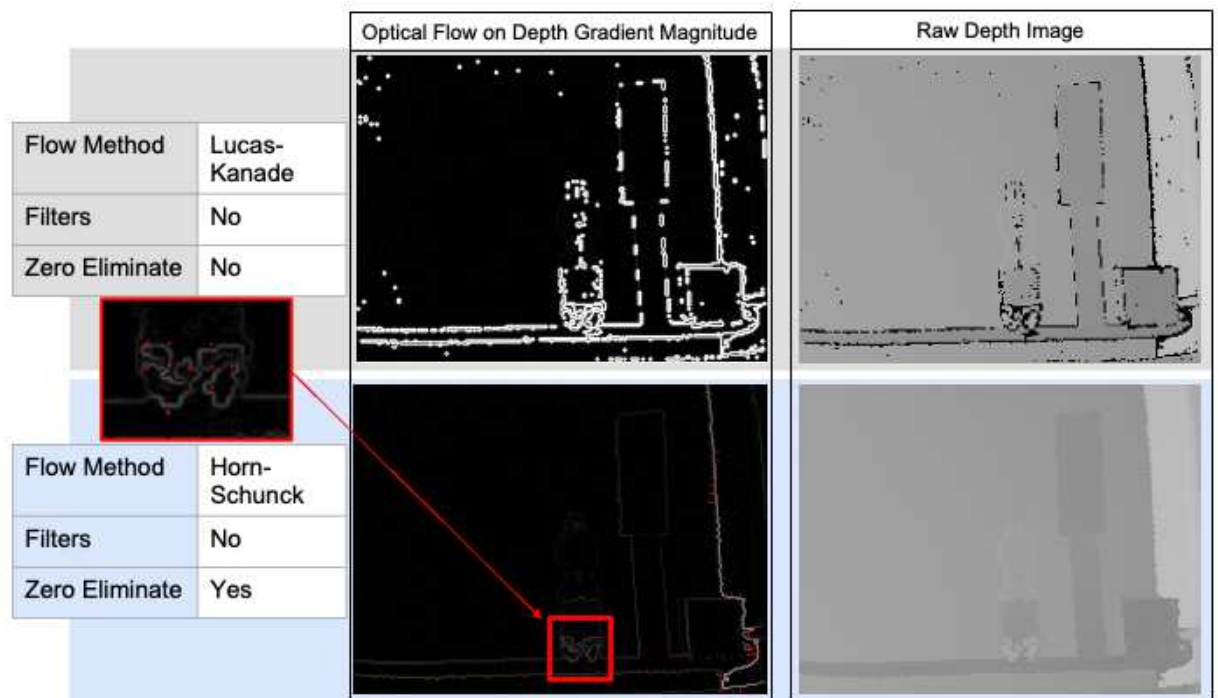 Optical Flow on Depth Gradient Magnitude
Raw Depth Image
Flow Method
Lucas-
Kanade
Filters
No
Zero Eliminate
No
Flow Method
Horn-
Schunck
Filters
No
Zero Eliminate
Yes